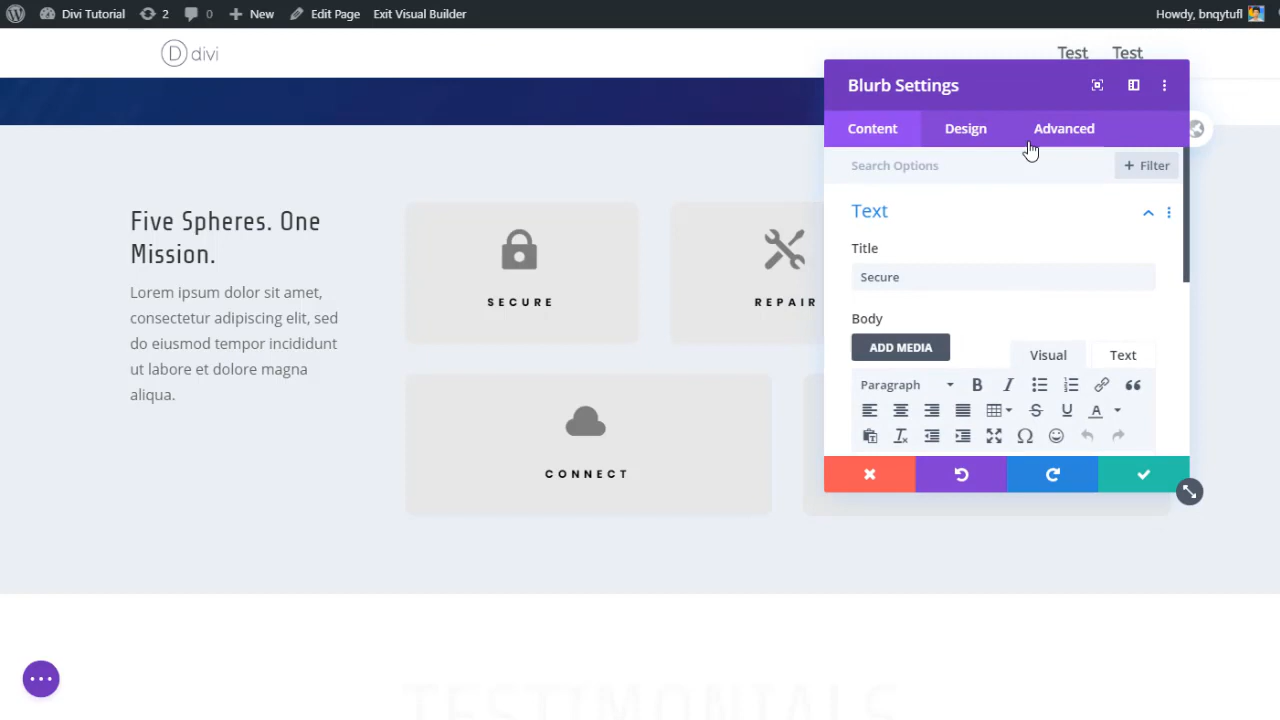 Divi Tutorial
2
0
New
Edit Page
Exit Visual Builder
Howdy, bnqytufl
D divi
Test
Test
Blurb Settings
Content
Design
Advanced
Search Options
+ Filter
Text
Title
Secure
Body
ADD MEDIA
Visual
Text
Paragraph
B
I
U
A
Five Spheres. One
Mission.
Lorem ipsum dolor sit amet,
consectetur adipiscing elit, sed
do eiusmod tempor incididunt
ut labore et dolore magna
aliqua.
SECURE
REPAIR
CONNECT
TESTIMONIALS